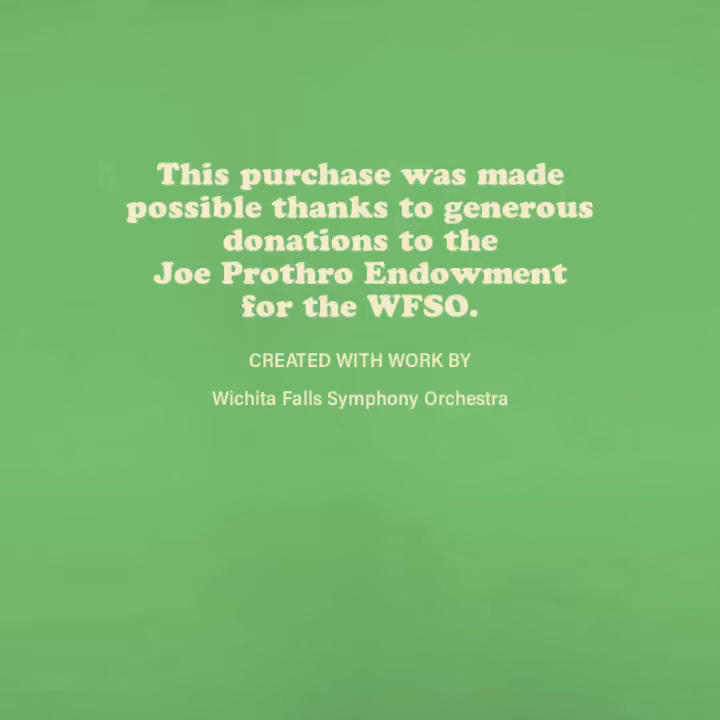 This purchase was made
possible thanks to generous
donations to the
Joe Prothro Endowment
for the WFSO.
CREATED WITH WORK BY
Wichita Falls Symphony Orchestra